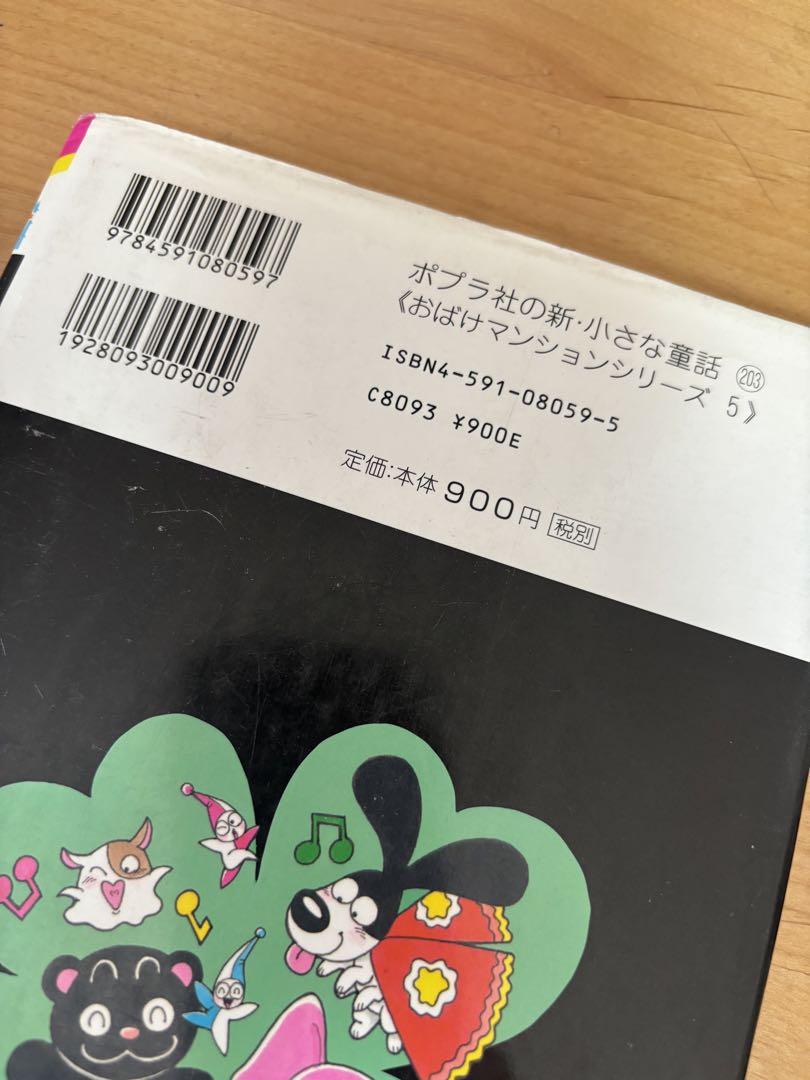 9784591080597
1928093009009
ポプラ社の新・小さな童話 203
《おばけマンションシリーズ 5》
ISBN4-591-08059-5
C8093 ¥900E
定価:本体900円 税別